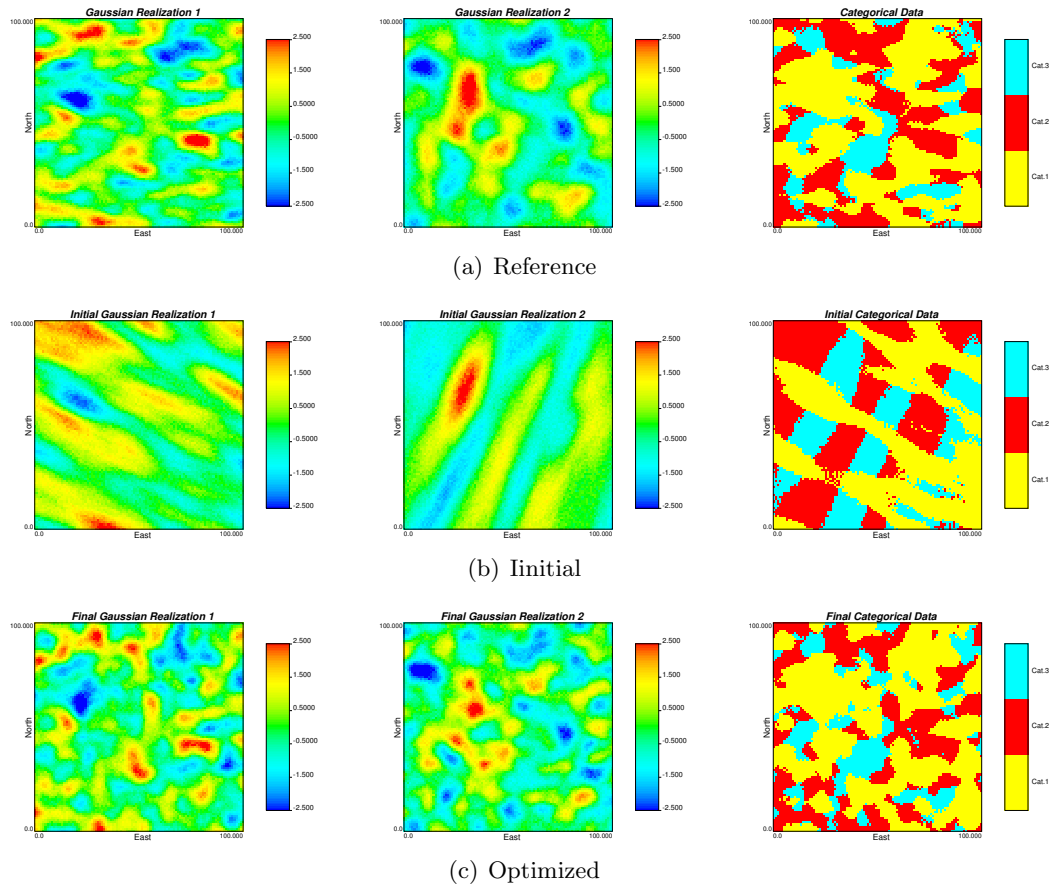 Gaussian Realization 1
Gaussian Realization 2
Categorical Data
100.000
North
0.0
0.0 East 100.000
2.500
1.500
0.5000
-0.5000
-1.500
-2.500
100.000
North
0.0
0.0 East 100.000
2.500
1.500
0.5000
-0.5000
-1.500
-2.500
100.000
North
0.0
0.0 East 100.000
Cat.3
Cat.2
Cat.1
(a) Reference
Initial Gaussian Realization 1
Initial Gaussian Realization 2
Initial Categorical Data
100.000
North
0.0
0.0 East 100.000
2.500
1.500
0.5000
-0.5000
-1.500
-2.500
100.000
North
0.0
0.0 East 100.000
2.500
1.500
0.5000
-0.5000
-1.500
-2.500
100.000
North
0.0
0.0 East 100.000
Cat.3
Cat.2
Cat.1
(b) Iinitial
Final Gaussian Realization 1
Final Gaussian Realization 2
Final Categorical Data
100.000
North
0.0
0.0 East 100.000
2.500
1.500
0.5000
-0.5000
-1.500
-2.500
100.000
North
0.0
0.0 East 100.000
2.500
1.500
0.5000
-0.5000
-1.500
-2.500
100.000
North
0.0
0.0 East 100.000
Cat.3
Cat.2
Cat.1
(c) Optimized